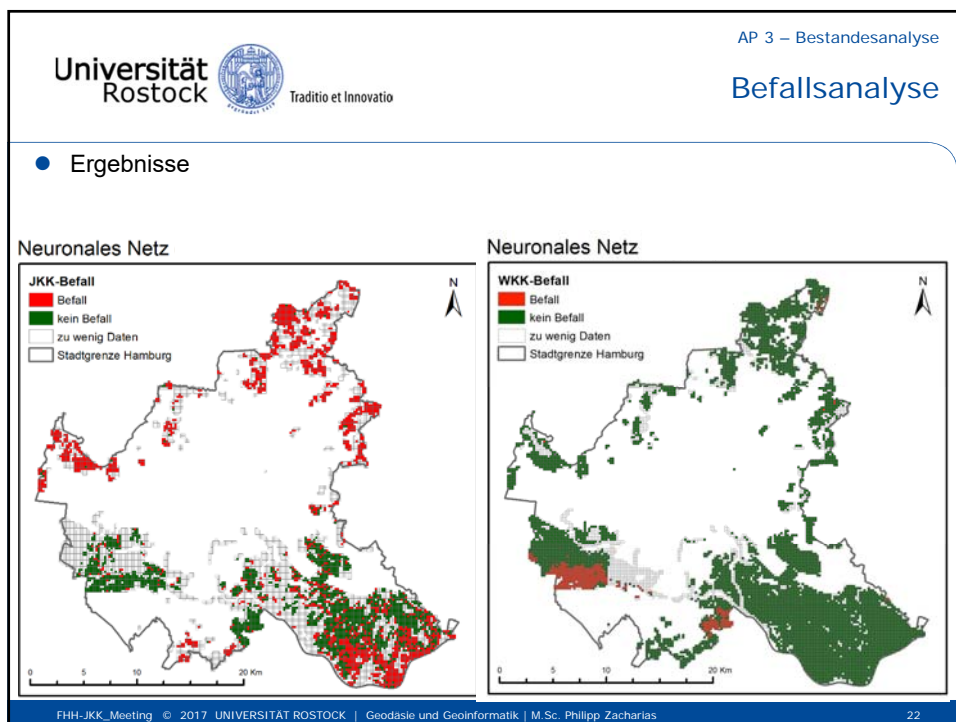 AP 3 – Bestandesanalyse
Universität
Rostock
Traditio et Innovatio
Befallsanalyse
Ergebnisse
Neuronales Netz
JKK-Befall
Befall
kein Befall
zu wenig Daten
Stadtgrenze Hamburg
N
0 5 10 20 Km
Neuronales Netz
WKK-Befall
Befall
kein Befall
zu wenig Daten
Stadtgrenze Hamburg
N
0 5 10 20 Km
FHH-JKK_Meeting © 2017 UNIVERSITÄT ROSTOCK | Geodäsie und Geoinformatik | M.Sc. Philipp Zacharias 22